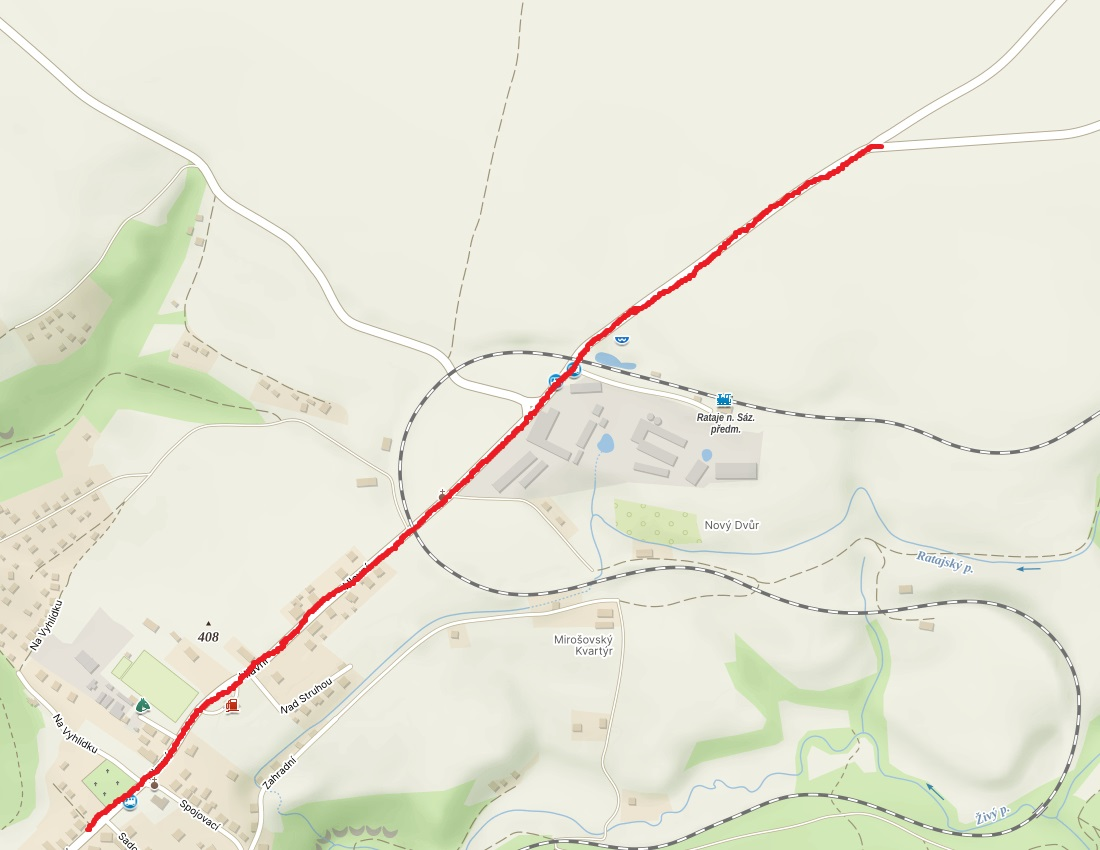 Rataje n. Sáz.
předm.
Nový Dvůr
Ratajský p.
Na Vyhlídku
408
Mirošovský
Kvartýr
Nad Struhou
Na Vyhlídku
Zahradní
Spojovací
Živý p.